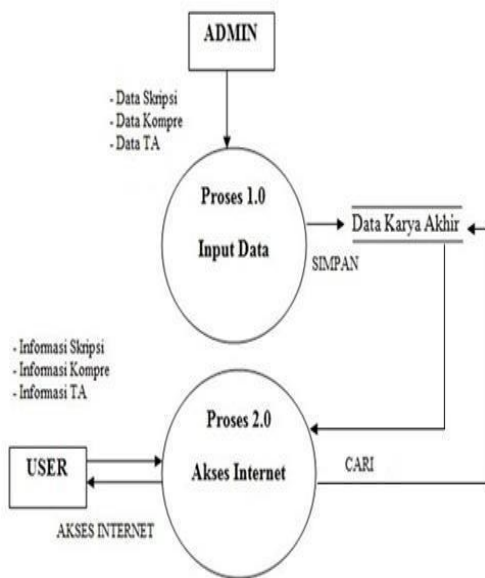 ADMIN
- Data Skripsi
- Data Kompre
- Data TA
Proses 1.0
Input Data
SIMPAN
Data Karya Akhir
- Informasi Skripsi
- Informasi Kompre
- Informasi TA
Proses 2.0
Akses Internet
USER
CARI
AKSES INTERNET